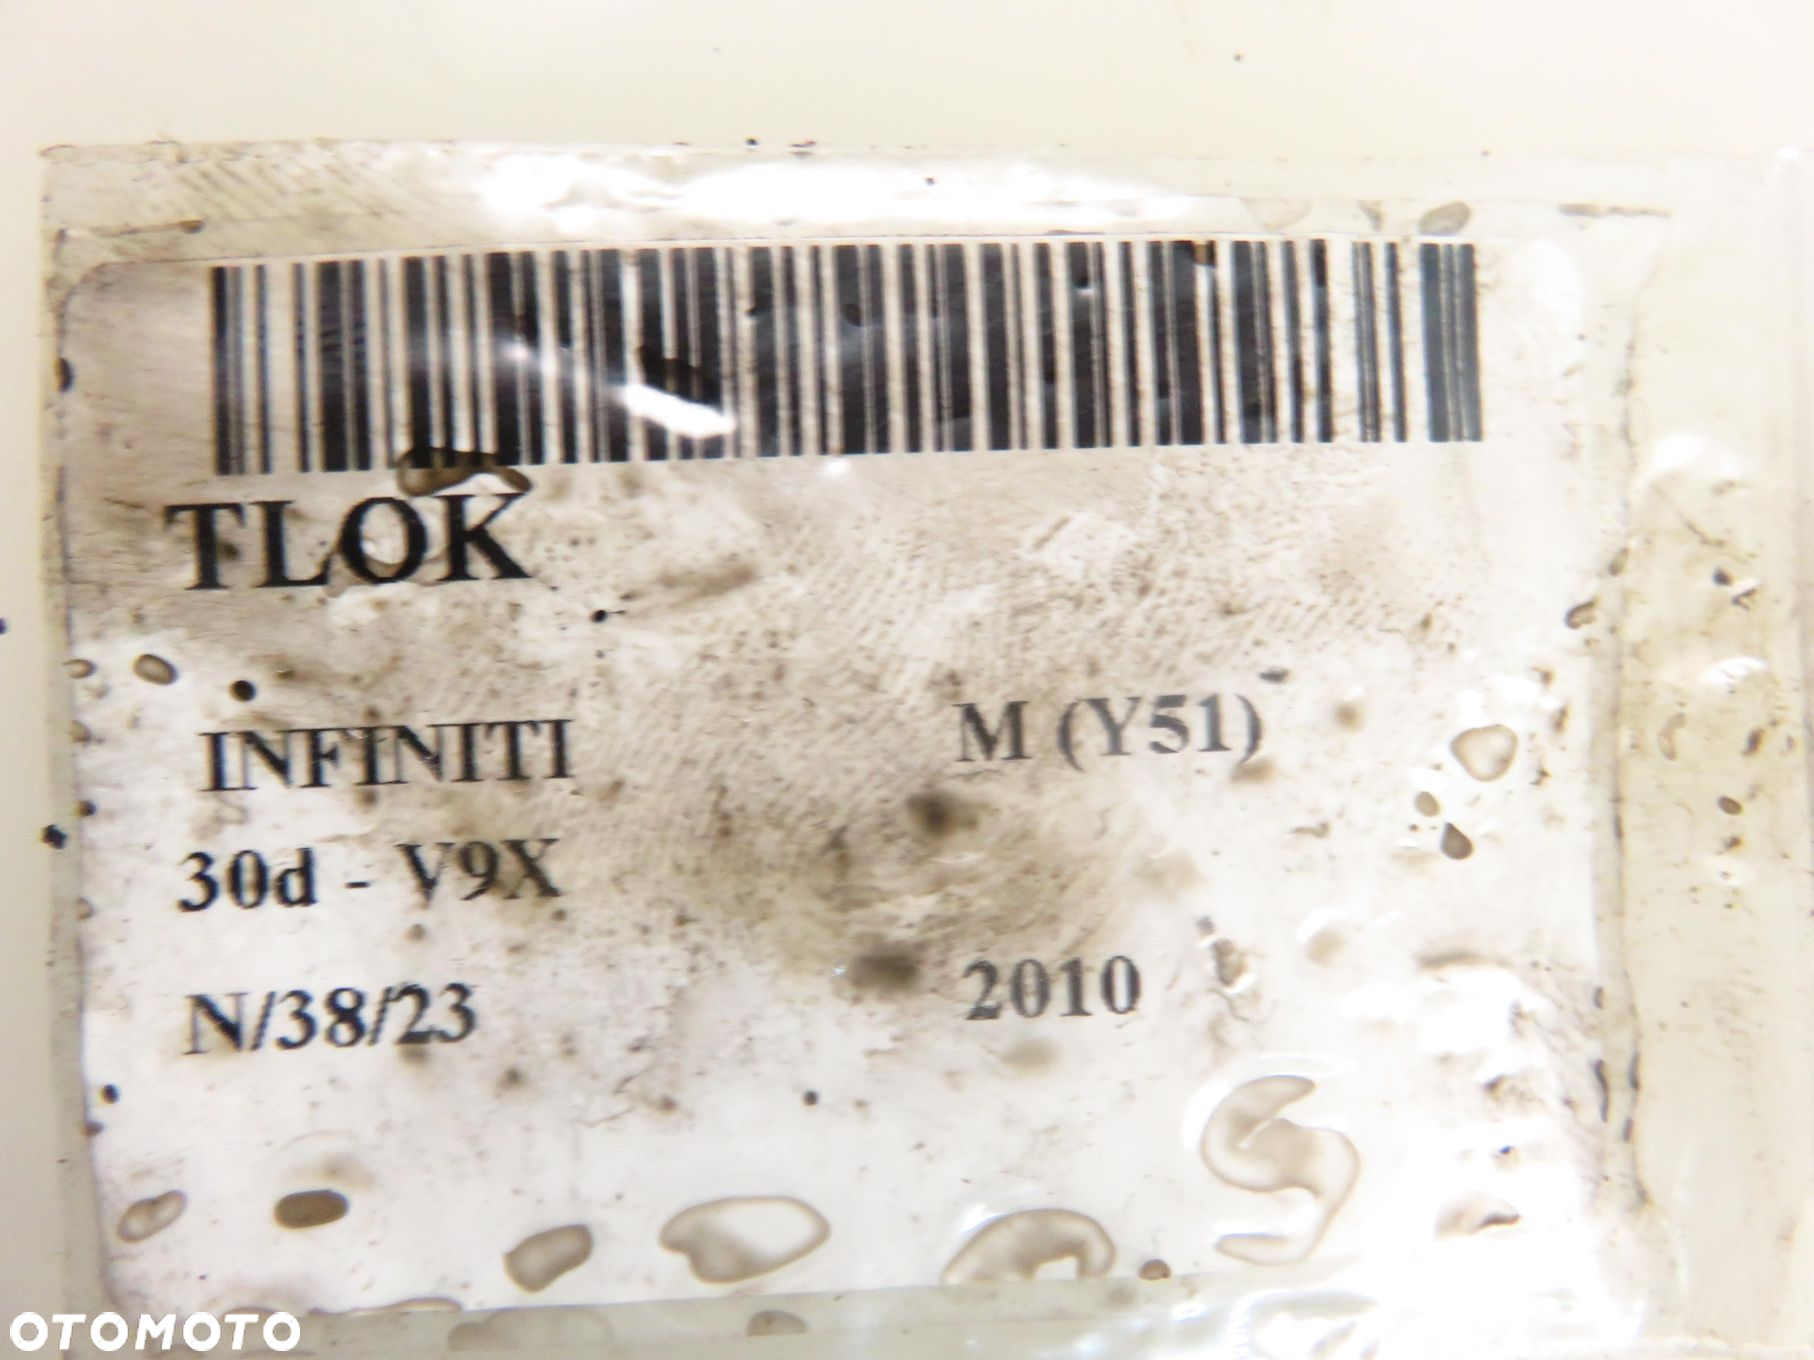 TLOK
INFINITI M (Y51)
30d - V9X
N/38/23 2010
OTOMOTO